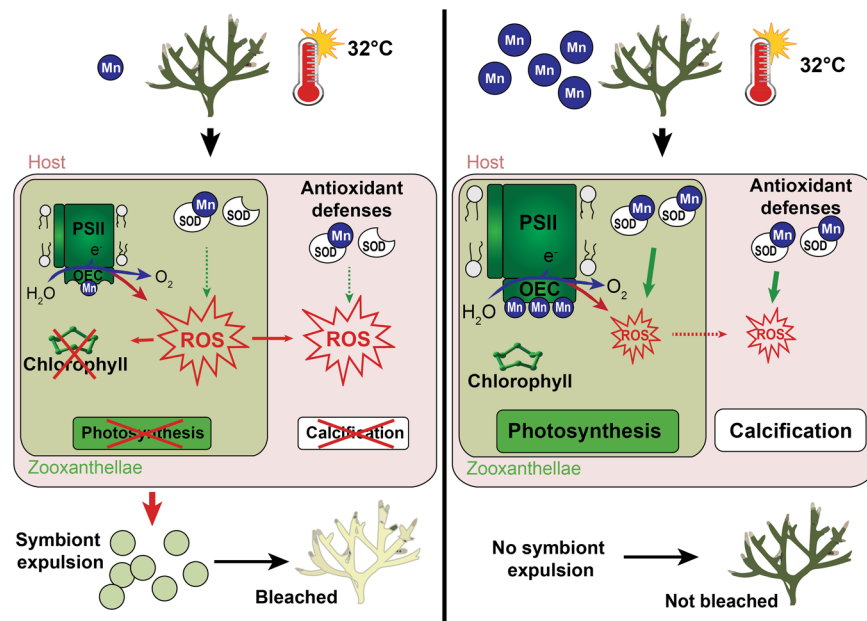 Mn
32°C
Host
PSII
e-
OEC
Mn
H2O
O2
SOD
Mn
SOD
Antioxidant
defenses
SOD
Mn
SOD
ROS
ROS
Chlorophyll
Photosynthesis
Calcification
Zooxanthellae
Symbiont
expulsion
Bleached
Mn
Mn
Mn
Mn
Mn
32°C
Host
PSII
e-
OEC
Mn
Mn
Mn
H2O
O2
SOD
Mn
SOD
Mn
Antioxidant
defenses
SOD
Mn
SOD
Mn
ROS
ROS
Chlorophyll
Photosynthesis
Calcification
Zooxanthellae
No symbiont
expulsion
Not bleached